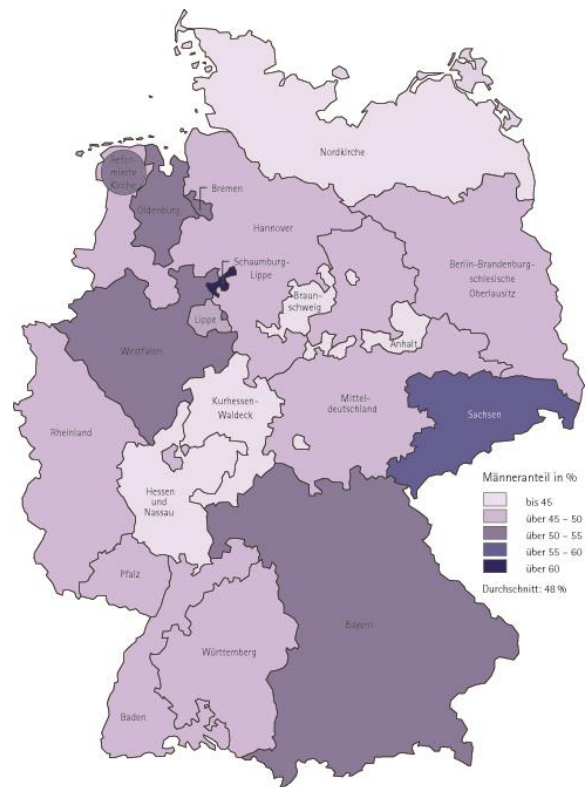 Nordkirche
Refor-
mierte
Kirche
Bremen
Oldenburg
Hannover
Schaumburg-
Lippe
Berlin-Brandenburg-
schlesische
Oberlausitz
Braun-
schweig
Lippe
Anhalt
Westfalen
Kurhessen-
Waldeck
Mittel-
deutschland
Sachsen
Rheinland
Hessen
und
Nassau
Männeranteil in %
bis 45
über 45 – 50
über 50 – 55
über 55 – 60
über 60
Durchschnitt: 48 %
Pfalz
Bayern
Württemberg
Baden